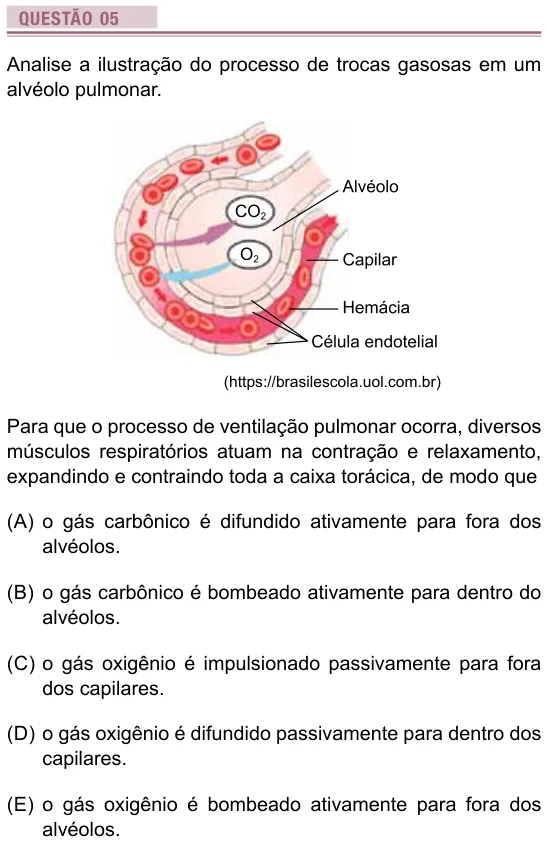 QUESTÃO 05
Analise a ilustração do processo de trocas gasosas em um
alvéolo pulmonar.
Alvéolo
CO₂
O₂
Capilar
Hemácia
Célula endotelial
(https://brasilescola.uol.com.br)
Para que o processo de ventilação pulmonar ocorra, diversos
músculos respiratórios atuam na contração e relaxamento,
expandindo e contraindo toda a caixa torácica, de modo que
(A) o gás carbônico é difundido ativamente para fora dos
alvéolos.
(B) o gás carbônico é bombeado ativamente para dentro do
alvéolos.
(C) o gás oxigênio é impulsionado passivamente para fora
dos capilares.
(D) o gás oxigênio é difundido passivamente para dentro dos
capilares.
(E) o gás oxigênio é bombeado ativamente para fora dos
alvéolos.